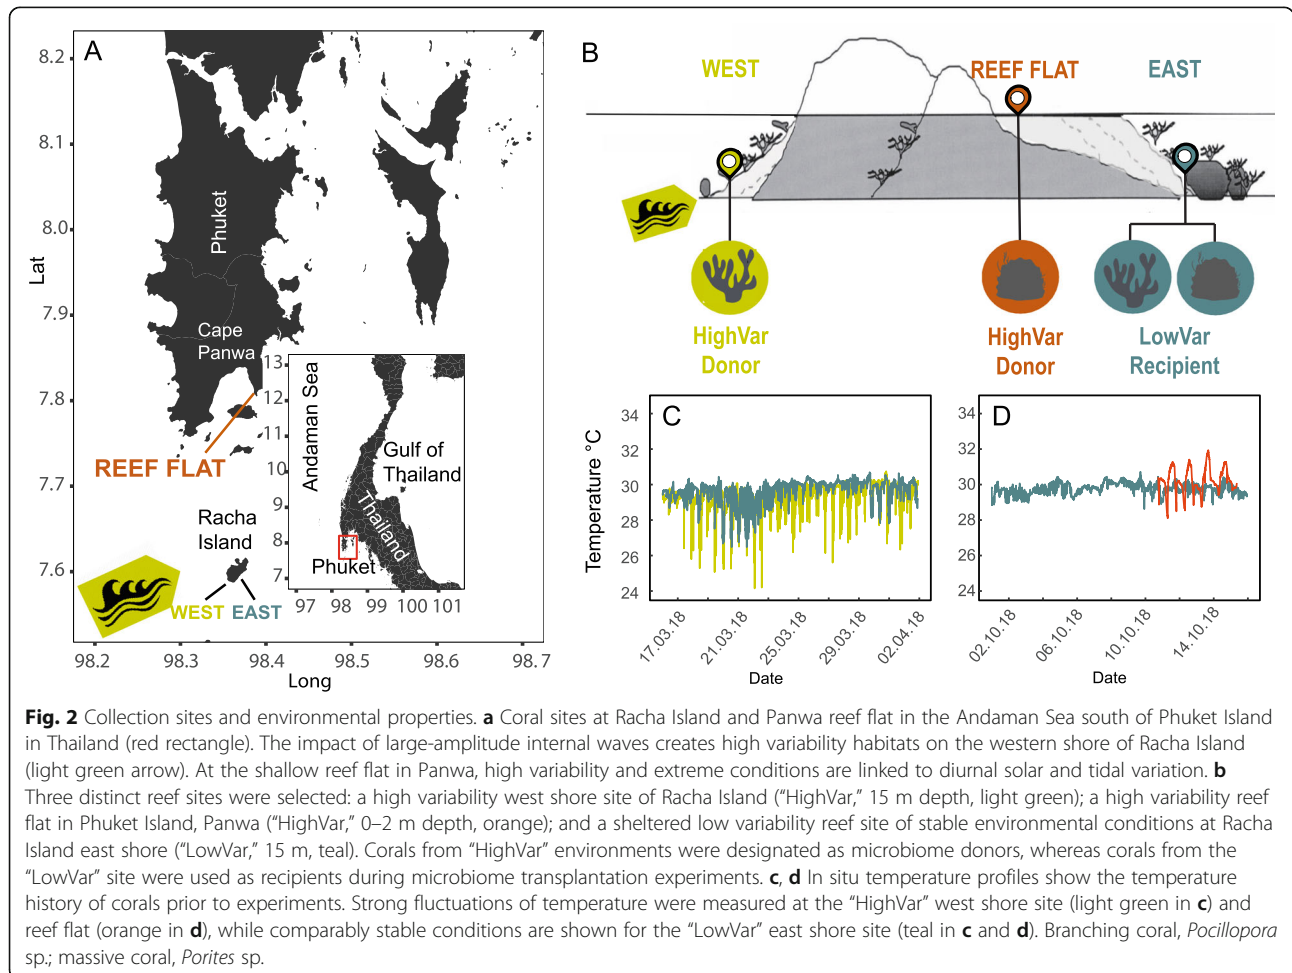 A
8.2
8.1
8.0
7.9
7.8
7.7
7.6
Lat
Phuket
Cape
Panwa
REEF FLAT
Racha
Island
WEST EAST
98.2 98.3 98.4 98.5 98.6 98.7
Long
13
12
11
10
9
8
7
Andaman Sea
Gulf of
Thailand
Thailand
Phuket
97 98 99 100 101
B
WEST
REEF FLAT
EAST
HighVar
Donor
HighVar
Donor
LowVar
Recipient
C
34
32
30
28
26
24
Temperature °C
17.03.18
21.03.18
25.03.18
29.03.18
02.04.18
Date
D
34
32
30
28
26
24
02.10.18
06.10.18
10.10.18
14.10.18
Date
Fig. 2 Collection sites and environmental properties. a Coral sites at Racha Island and Panwa reef flat in the Andaman Sea south of Phuket Island
in Thailand (red rectangle). The impact of large-amplitude internal waves creates high variability habitats on the western shore of Racha Island
(light green arrow). At the shallow reef flat in Panwa, high variability and extreme conditions are linked to diurnal solar and tidal variation. b
Three distinct reef sites were selected: a high variability west shore site of Racha Island (“HighVar,” 15 m depth, light green); a high variability reef
flat in Phuket Island, Panwa (“HighVar,” 0–2 m depth, orange); and a sheltered low variability reef site of stable environmental conditions at Racha
Island east shore (“LowVar,” 15 m, teal). Corals from “HighVar” environments were designated as microbiome donors, whereas corals from the
“LowVar” site were used as recipients during microbiome transplantation experiments. c, d In situ temperature profiles show the temperature
history of corals prior to experiments. Strong fluctuations of temperature were measured at the “HighVar” west shore site (light green in c) and
reef flat (orange in d), while comparably stable conditions are shown for the “LowVar” east shore site (teal in c and d). Branching coral, Pocillopora
sp.; massive coral, Porites sp.